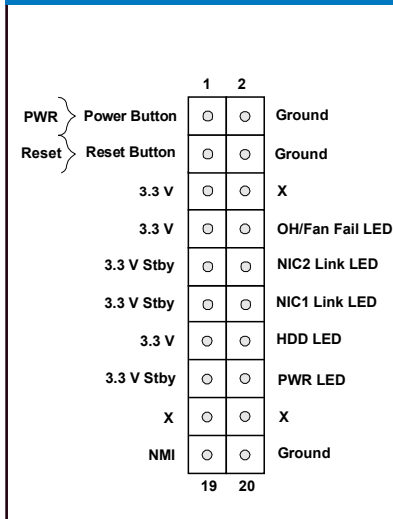 1 2
PWR Power Button Ground
Reset Reset Button Ground
3.3 V X
3.3 V OH/Fan Fail LED
3.3 V Stby NIC2 Link LED
3.3 V Stby NIC1 Link LED
3.3 V HDD LED
3.3 V Stby PWR LED
X X
NMI Ground
19 20